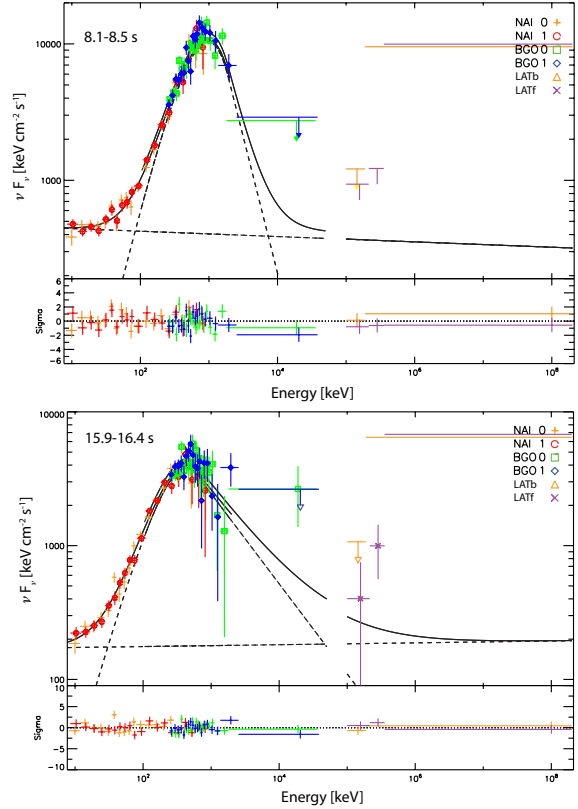 8.1-8.5 s
NAI 0
NAI 1
BGO 0
BGO 1
LATb
LATf
10000
1000
ν Fν [keV cm⁻² s⁻¹]
6
4
2
0
-2
-4
-6
Sigma
10² 10⁴ 10⁶ 10⁸
Energy [keV]
15.9-16.4 s
NAI 0
NAI 1
BGO 0
BGO 1
LATb
LATf
10000
1000
100
ν Fν [keV cm⁻² s⁻¹]
10
5
0
-5
-10
Sigma
10² 10⁴ 10⁶ 10⁸
Energy [keV]